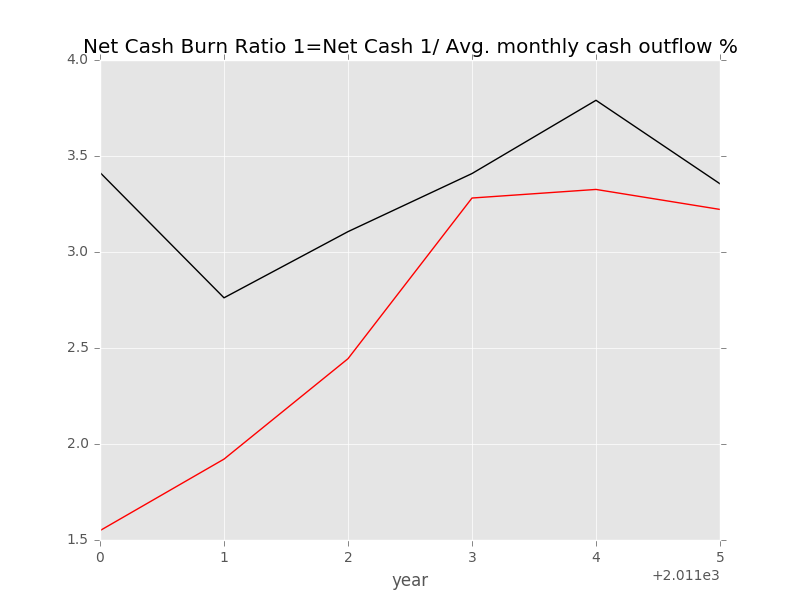 Net Cash Burn Ratio 1=Net Cash 1/ Avg. monthly cash outflow %
4.0
3.5
3.0
2.5
2.0
1.5
0 1 2 3 4 5
+2.011e3
year